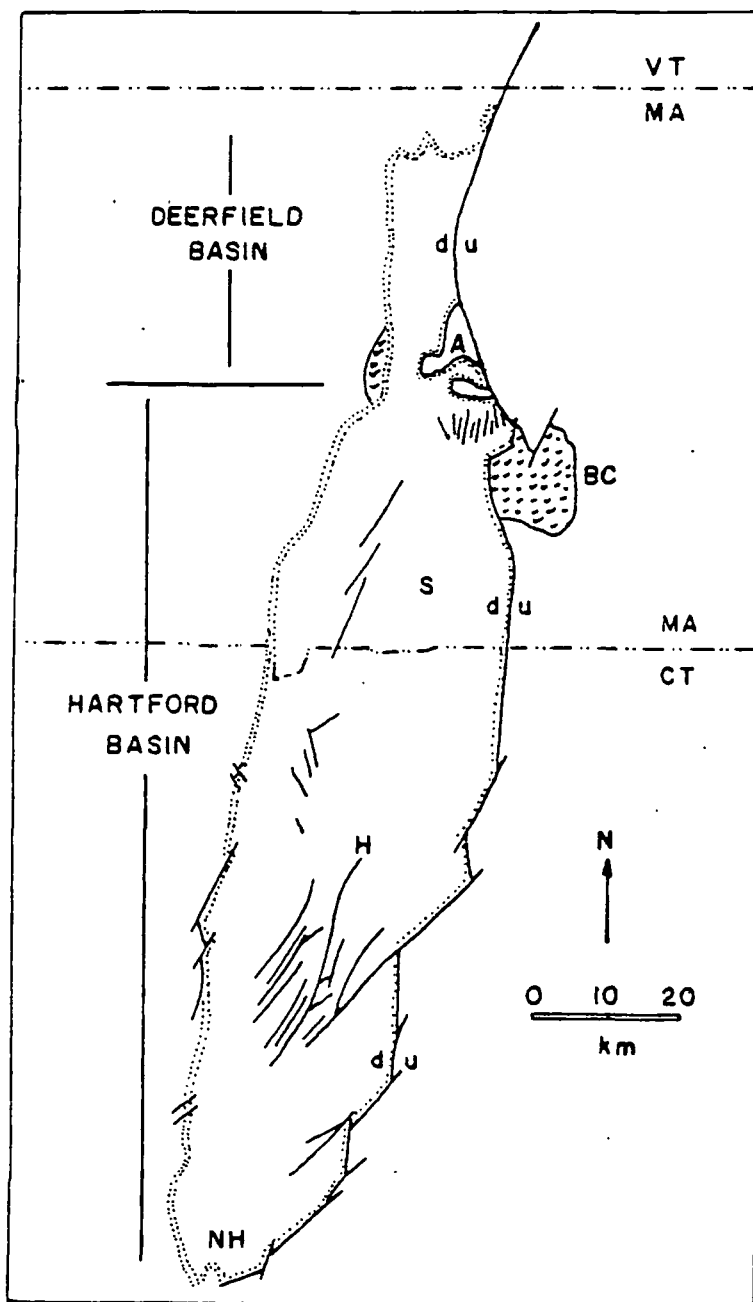 VT
MA
DEERFIELD
BASIN
d u
A
BC
S
d u
MA
CT
HARTFORD
BASIN
H
N
0 10 20
km
d u
NH